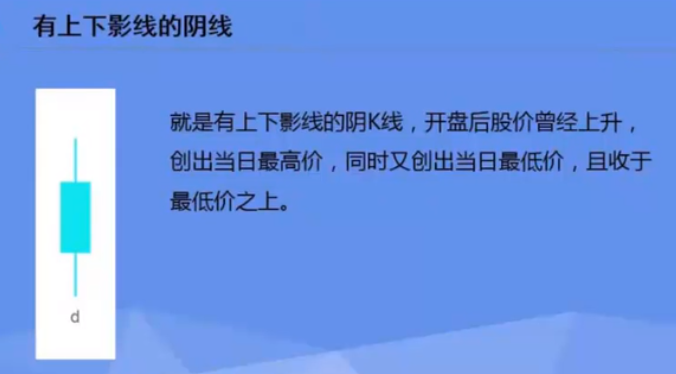 有上下影线的阴线
就是有上下影线的阴K线，开盘后股价曾经上升，
创出当日最高价，同时又创出当日最低价，且收于
最低价之上。
d